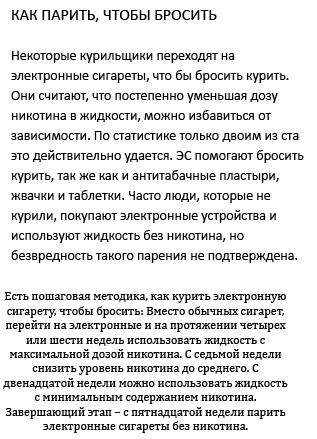 КАК ПАРИТЬ, ЧТОБЫ БРОСИТЬ
Некоторые курильщики переходят на
электронные сигареты, что бы бросить курить.
Они считают, что постепенно уменьшая дозу
никотина в жидкости, можно избавиться от
зависимости. По статистике только двоим из ста
это действительно удается. ЭС помогают бросить
курить, так же как и антитабачные пластыри,
жвачки и таблетки. Часто люди, которые не
курили, покупают электронные устройства и
используют жидкость без никотина, но
безвредность такого парения не подтверждена.
Есть пошаговая методика, как курить электронную
сигарету, чтобы бросить: Вместо обычных сигарет,
перейти на электронные и на протяжении четырех
или шести недель использовать жидкость с
максимальной дозой никотина. С седьмой недели
снизить уровень никотина до среднего. С
двенадцатой недели можно использовать жидкость
с минимальным содержанием никотина.
Завершающий этап – с пятнадцатой недели парить
электронные сигареты без никотина.